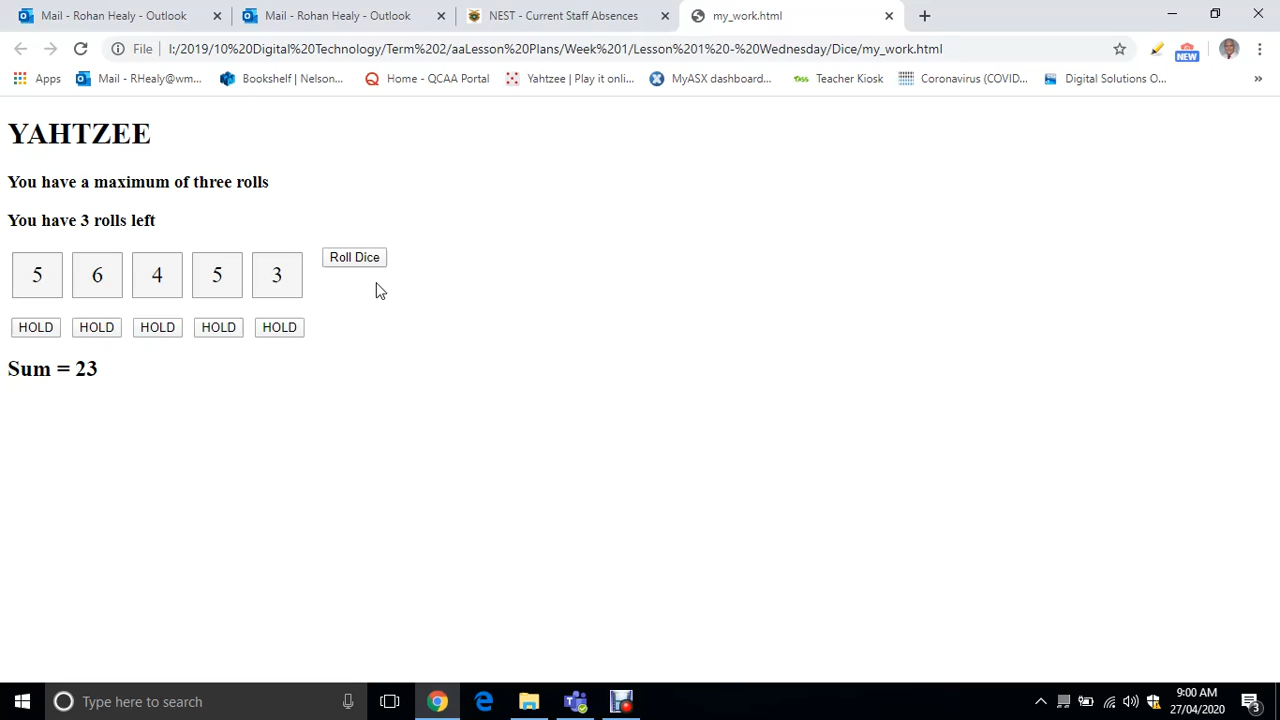 Mail - Rohan Healy - Outlook
Mail - Rohan Healy - Outlook
NEST - Current Staff Absences
my_work.html
File
I:/2019/10%20Digital%20Technology/Term%202/aaLesson%20Plans/Week%201/Lesson%201%20-%20Wednesday/Dice/my_work.html
NEW
Apps
Mail - RHealy@wm...
Bookshelf | Nelson...
Home - QCAA Portal
Yahtzee | Play it onli...
MyASX dashboard...
Tss Teacher Kiosk
Coronavirus (COVID...
Digital Solutions O...
YAHTZEE
You have a maximum of three rolls
You have 3 rolls left
5 6 4 5 3 Roll Dice
HOLD HOLD HOLD HOLD HOLD
Sum = 23
Type here to search
9:00 AM
27/04/2020
3